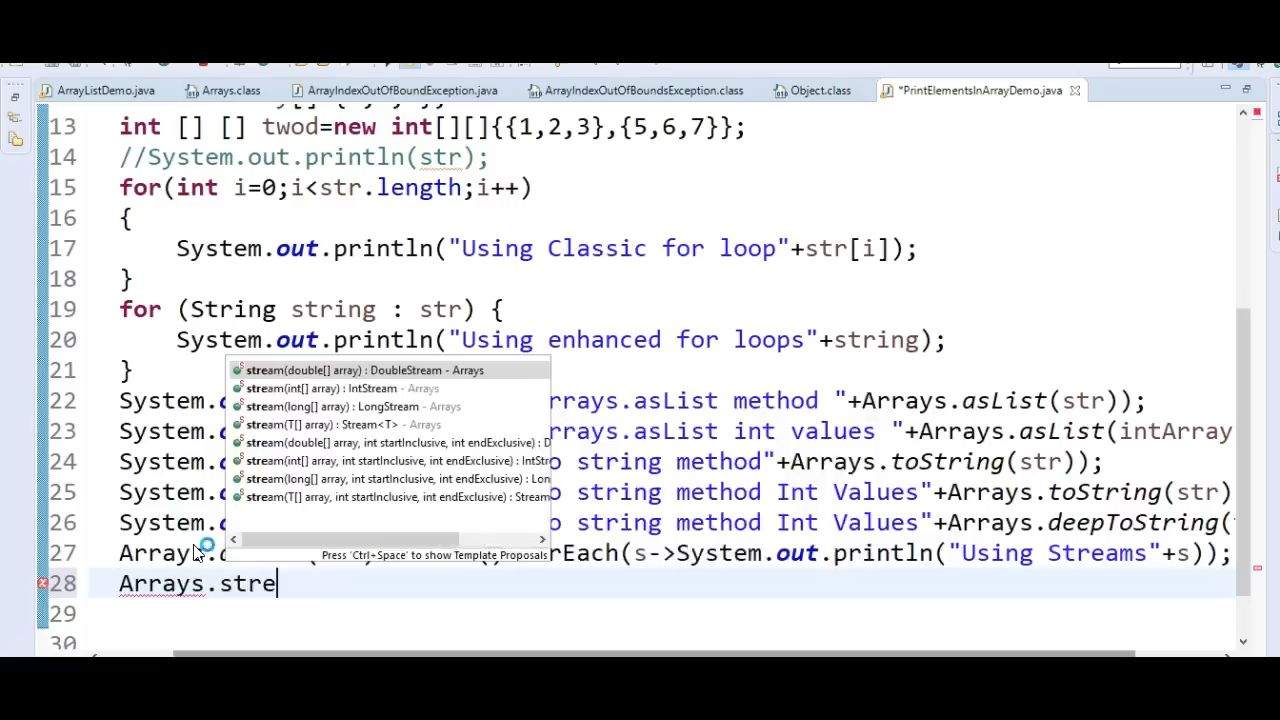 ArrayListDemo.java Arrays.class ArrayIndexOutOfBoundException.java ArrayIndexOutOfBoundsException.class Object.class *PrintElementsInArrayDemo.java
13 int [] [] twod=new int[][]{{1,2,3},{5,6,7}};
14 //System.out.println(str);
15 for(int i=0;i<str.length;i++)
16 {
17 System.out.println("Using Classic for loop"+str[i]);
18 }
19 for (String string : str) {
20 System.out.println("Using enhanced for loops"+string);
21 }
stream(double[] array) : DoubleStream - Arrays
stream(int[] array) : IntStream - Arrays
stream(long[] array) : LongStream - Arrays
stream(T[] array) : Stream<T> - Arrays
stream(double[] array, int startInclusive, int endExclusive) : D
stream(int[] array, int startInclusive, int endExclusive) : IntStr
stream(long[] array, int startInclusive, int endExclusive) : Lon
stream(T[] array, int startInclusive, int endExclusive) : Stream
Press 'Ctrl+Space' to show Template Proposals
22 System. rrays.asList method "+Arrays.asList(str));
23 System. rrays.asList int values "+Arrays.asList(intArray
24 System. o string method"+Arrays.toString(str));
25 System. o string method Int Values"+Arrays.toString(str)
26 System. o string method Int Values"+Arrays.deepToString(
27 Array rEach(s->System.out.println("Using Streams"+s));
28 Arrays.stre
29
30